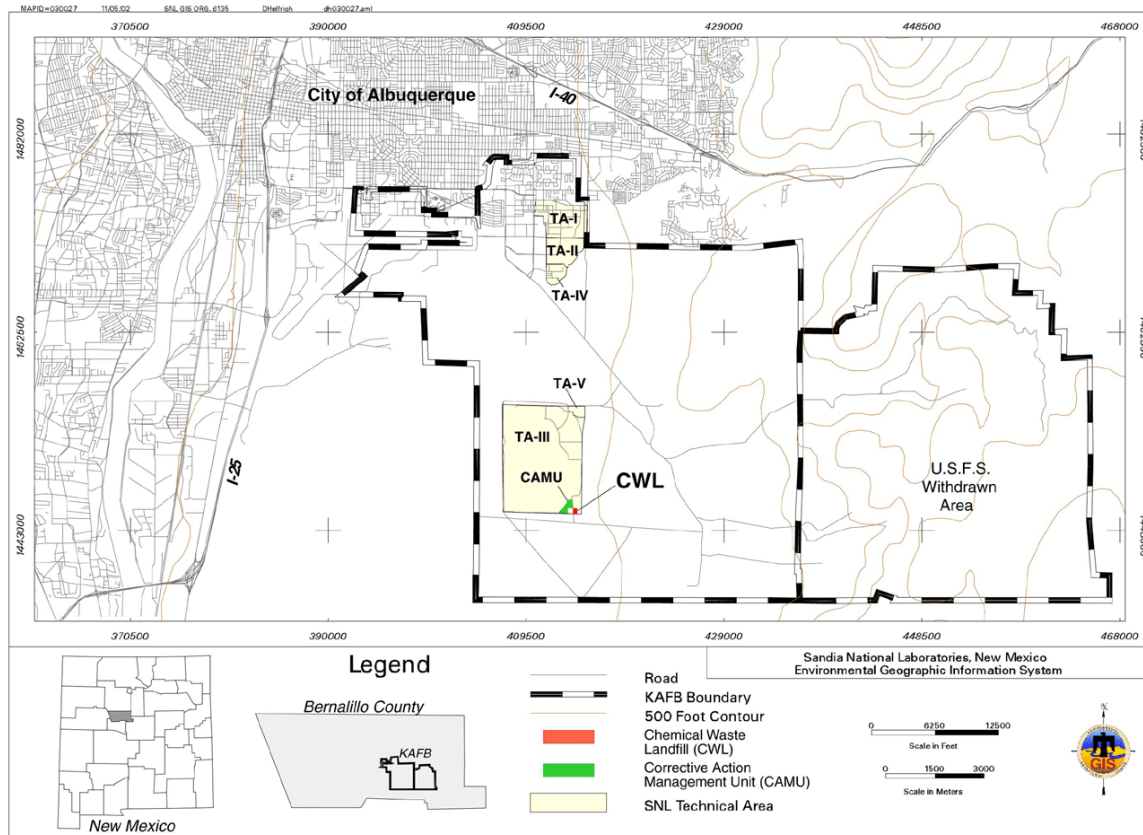 MAPID=030027 11/05/02 SNL GIS ORG. 6135 DHelfrich dh030027.aml
370500 390000 409500 429000 448500 468000
City of Albuquerque
I-40
1482000
1482000
TA-I
TA-II
TA-IV
1462500
1462500
TA-V
TA-III
CAMU
CWL
I-25
U.S.F.S.
Withdrawn
Area
1443000
1443000
370500 390000 409500 429000 448500 468000
Legend
Sandia National Laboratories, New Mexico
Environmental Geographic Information System
Bernalillo County
KAFB
New Mexico
Road
KAFB Boundary
500 Foot Contour
Chemical Waste
Landfill (CWL)
Corrective Action
Management Unit (CAMU)
SNL Technical Area
0 6250 12500
Scale in Feet
0 1500 3000
Scale in Meters
N
GIS